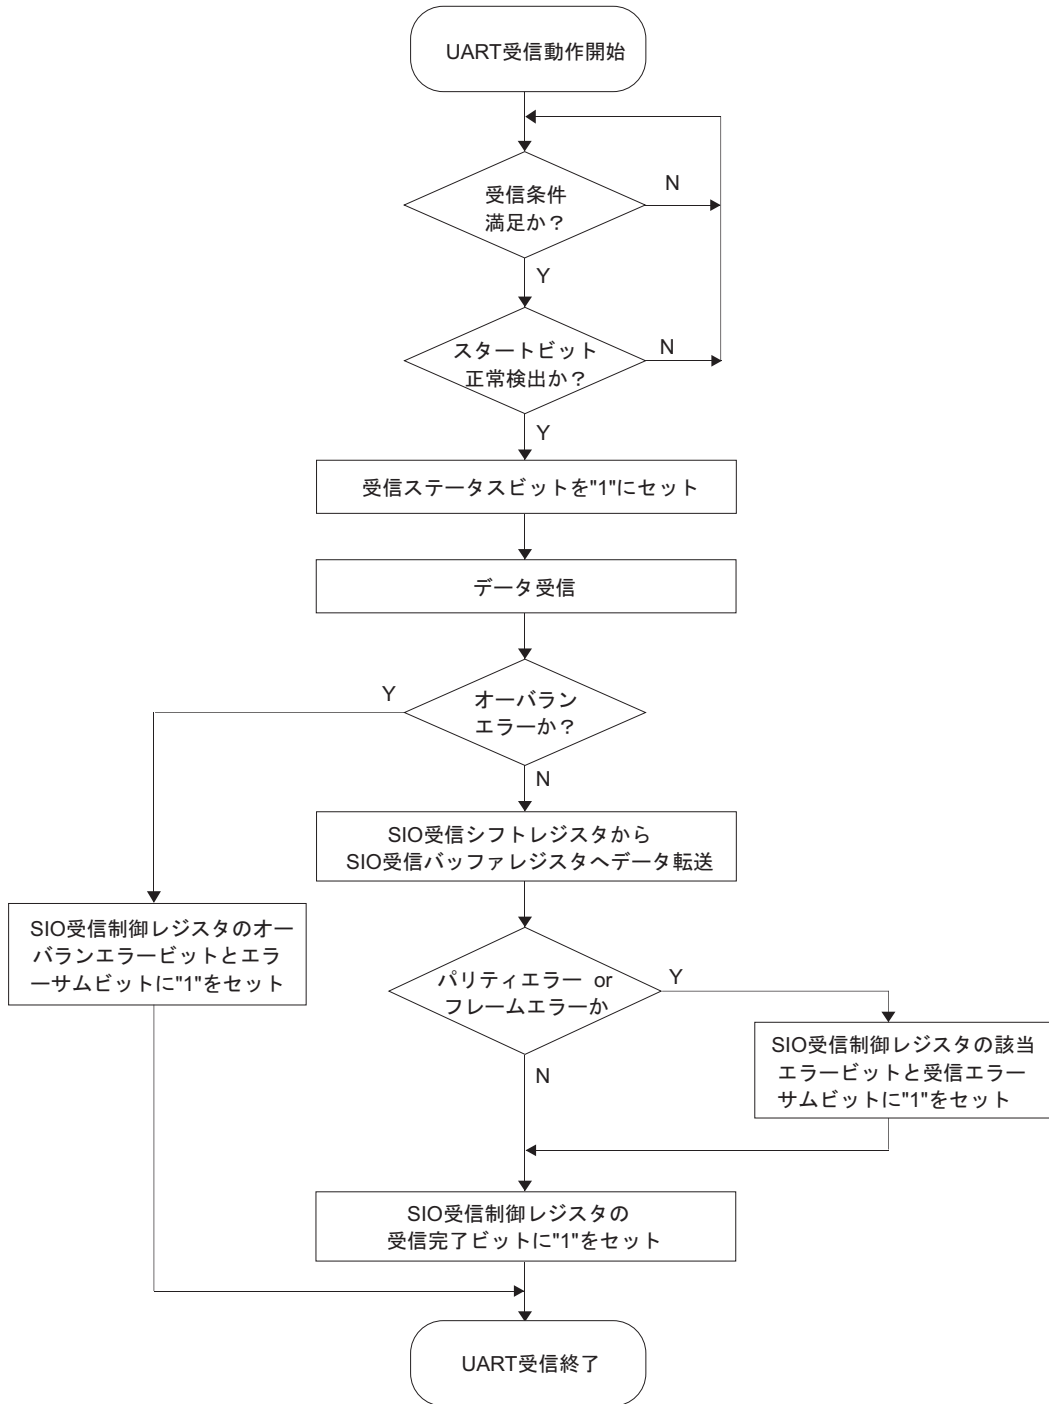 UART受信動作開始
受信条件
満足か？
N
Y
スタートビット
正常検出か？
N
Y
受信ステータスビットを"1"にセット
データ受信
オーバラン
エラーか？
Y
N
SIO受信シフトレジスタから
SIO受信バッファレジスタへデータ転送
SIO受信制御レジスタのオー
バランエラービットとエラ
ーサムビットに"1"をセット
パリティエラー or
フレームエラーか
Y
N
SIO受信制御レジスタの該当
エラービットと受信エラー
サムビットに"1"をセット
SIO受信制御レジスタの
受信完了ビットに"1"をセット
UART受信終了